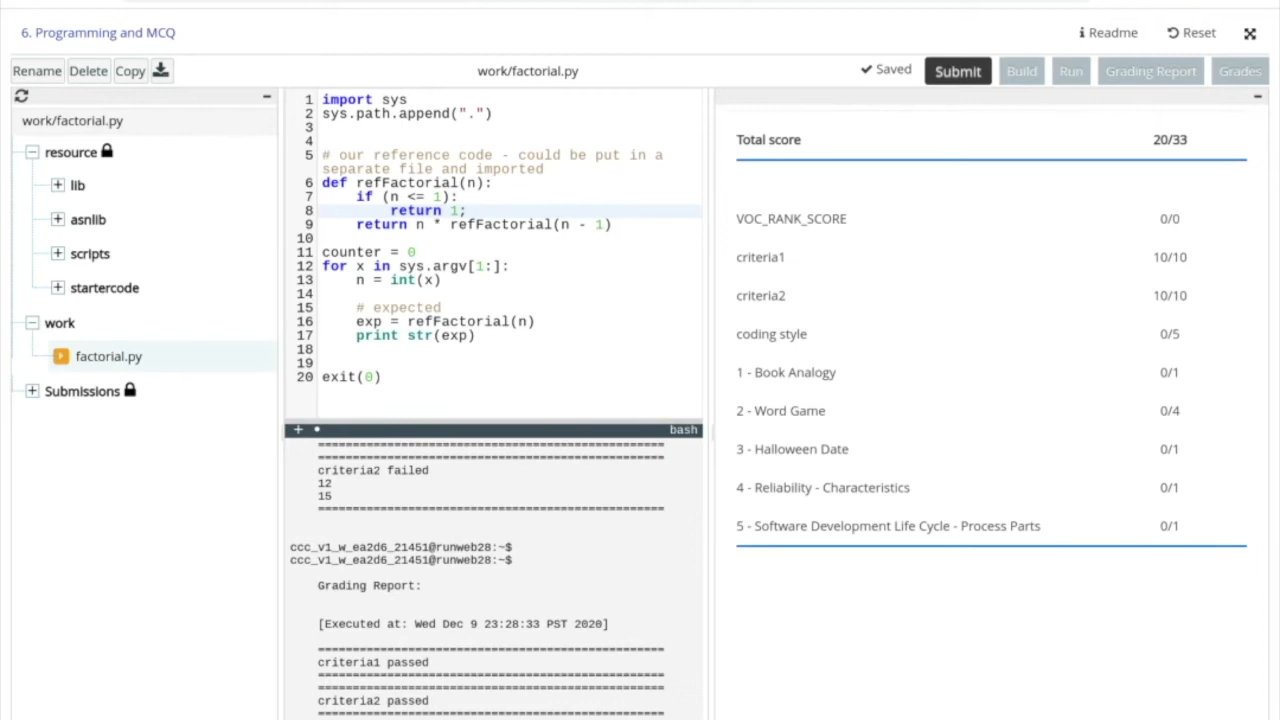 6. Programming and MCQ
Readme
Reset
Rename Delete Copy
work/factorial.py
Saved
Submit
Build
Run
Grading Report
Grades
work/factorial.py
resource
lib
asnlib
scripts
startercode
work
factorial.py
Submissions
1 import sys
2 sys.path.append(".")
3
4
5 # our reference code - could be put in a
separate file and imported
6 def refFactorial(n):
7     if (n <= 1):
8         return 1;
9     return n * refFactorial(n - 1)
10
11 counter = 0
12 for x in sys.argv[1:]:
13     n = int(x)
14
15     # expected
16     exp = refFactorial(n)
17     print str(exp)
18
19
20 exit(0)
+ • bash
==================================================
==================================================
criteria2 failed
12
15
==================================================
ccc_v1_w_ea2d6_21451@runweb28:~$
ccc_v1_w_ea2d6_21451@runweb28:~$
Grading Report:
[Executed at: Wed Dec 9 23:28:33 PST 2020]
==================================================
criteria1 passed
==================================================
==================================================
criteria2 passed
==================================================
Total score 20/33
VOC_RANK_SCORE 0/0
criteria1 10/10
criteria2 10/10
coding style 0/5
1 - Book Analogy 0/1
2 - Word Game 0/4
3 - Halloween Date 0/1
4 - Reliability - Characteristics 0/1
5 - Software Development Life Cycle - Process Parts 0/1